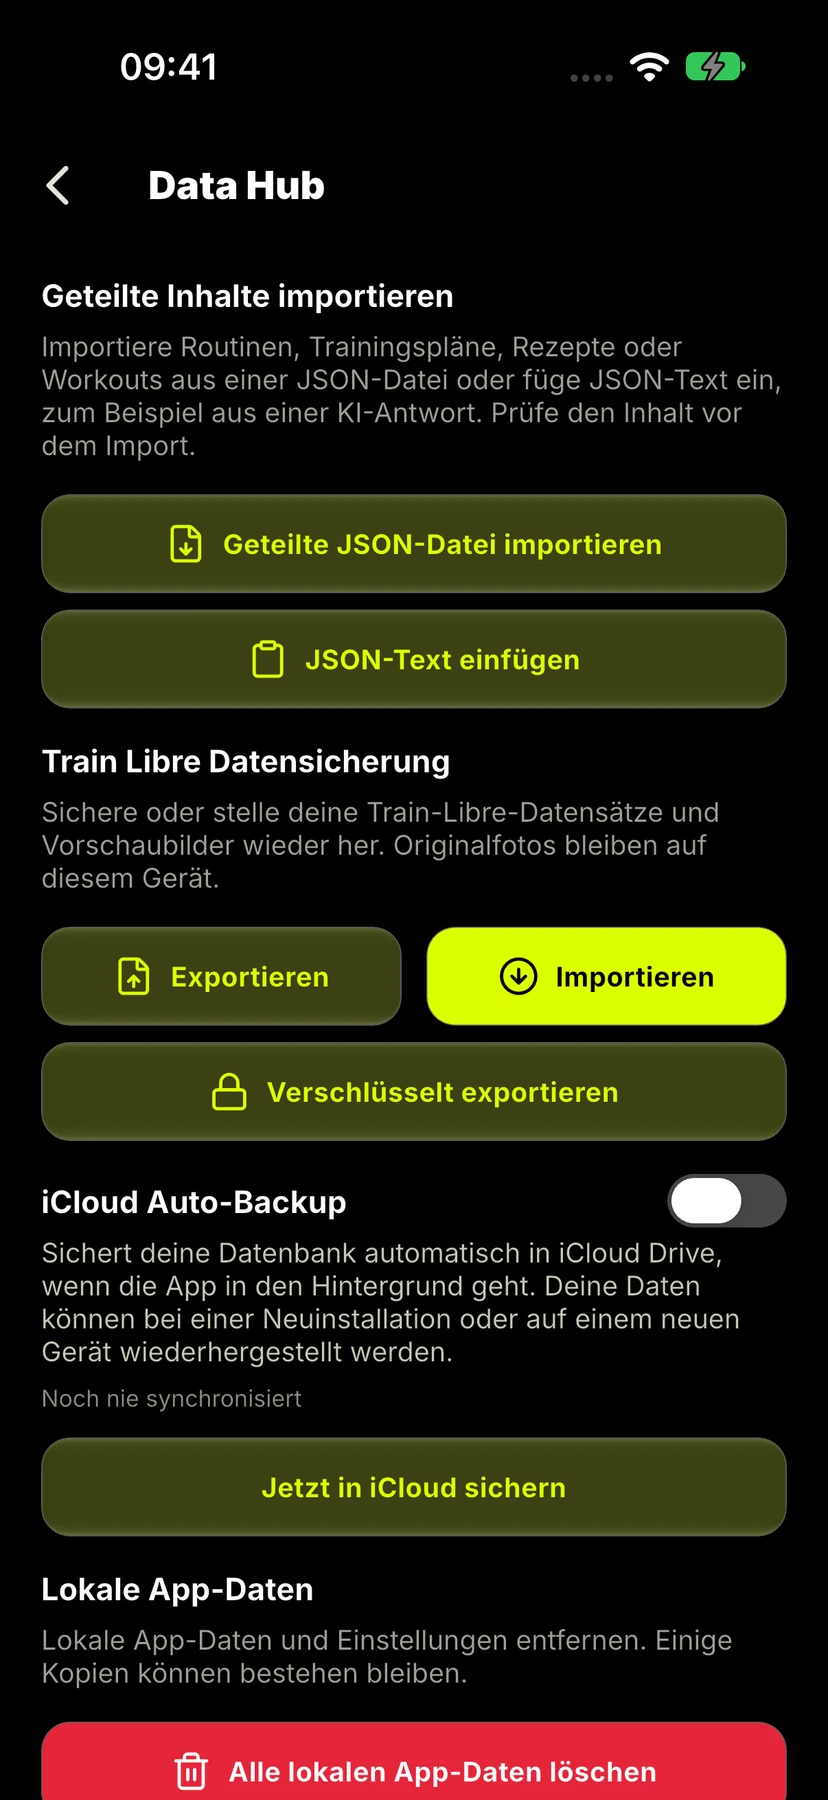 09:41
Data Hub
Geteilte Inhalte importieren
Importiere Routinen, Trainingspläne, Rezepte oder
Workouts aus einer JSON-Datei oder füge JSON-Text ein,
zum Beispiel aus einer KI-Antwort. Prüfe den Inhalt vor
dem Import.
Geteilte JSON-Datei importieren
JSON-Text einfügen
Train Libre Datensicherung
Sichere oder stelle deine Train-Libre-Datensätze und
Vorschaubilder wieder her. Originalfotos bleiben auf
diesem Gerät.
Exportieren
Importieren
Verschlüsselt exportieren
iCloud Auto-Backup
Sichert deine Datenbank automatisch in iCloud Drive,
wenn die App in den Hintergrund geht. Deine Daten
können bei einer Neuinstallation oder auf einem neuen
Gerät wiederhergestellt werden.
Noch nie synchronisiert
Jetzt in iCloud sichern
Lokale App-Daten
Lokale App-Daten und Einstellungen entfernen. Einige
Kopien können bestehen bleiben.
Alle lokalen App-Daten löschen